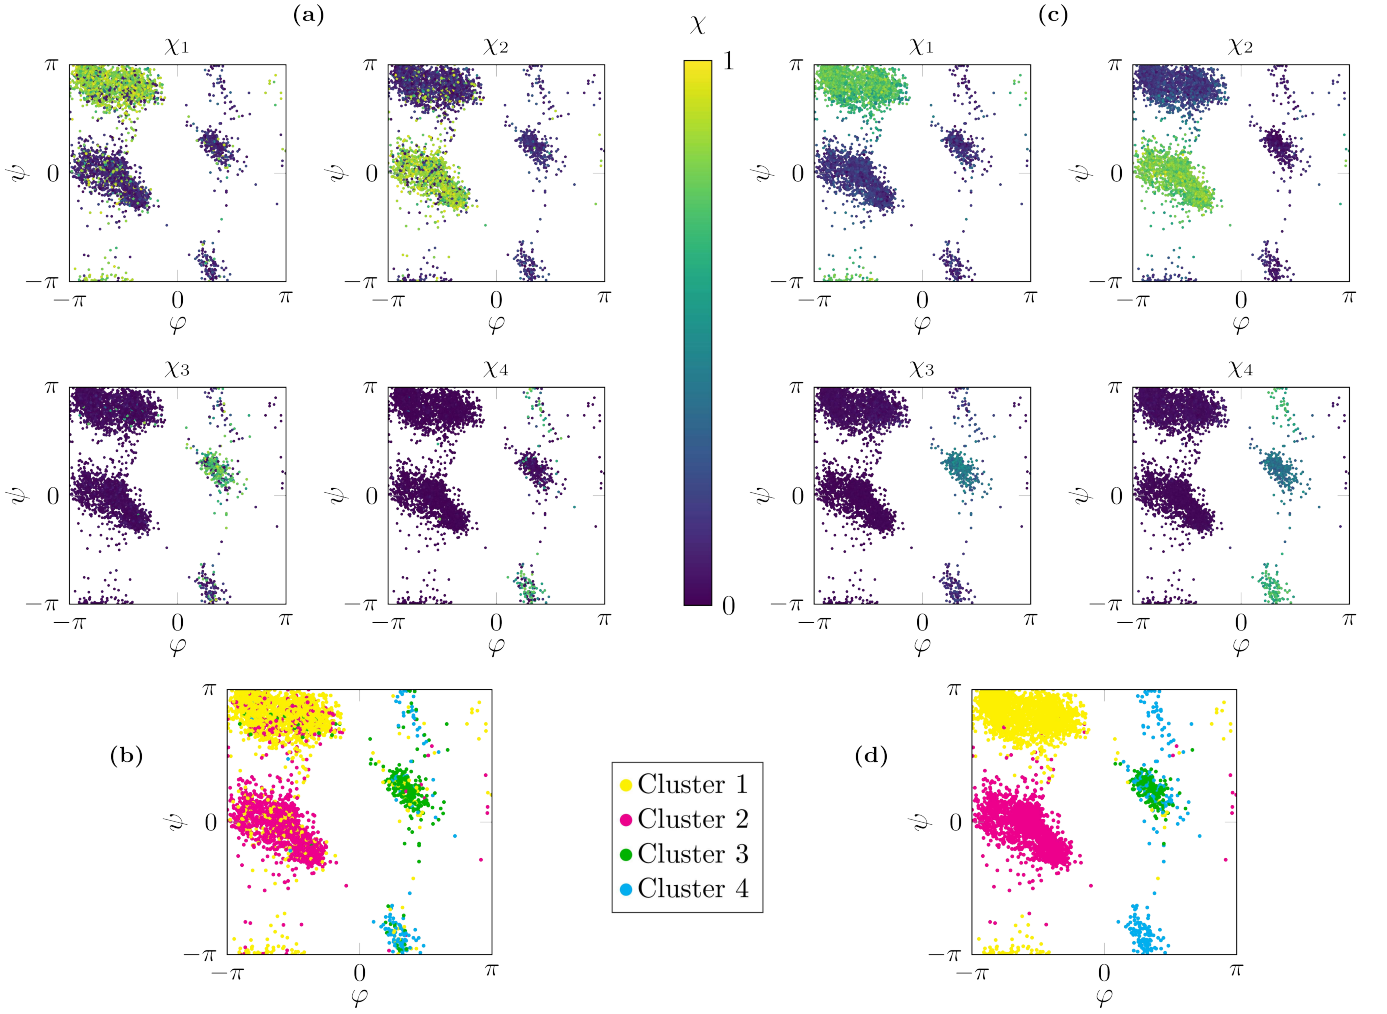 (a) χ (c)
χ1 χ2 χ1 χ2
π π 1 π π
ψ 0 ψ 0 ψ 0 ψ 0
−π −π −π −π
−π 0 π −π 0 π −π 0 π −π 0 π
φ φ φ φ
χ3 χ4 χ3 χ4
π π π π
ψ 0 ψ 0 ψ 0 ψ 0
−π −π 0 −π −π
−π 0 π −π 0 π −π 0 π −π 0 π
φ φ φ φ
π π
(b) (d)
Cluster 1
Cluster 2
Cluster 3
Cluster 4
ψ 0 ψ 0
−π −π
−π 0 π −π 0 π
φ φ